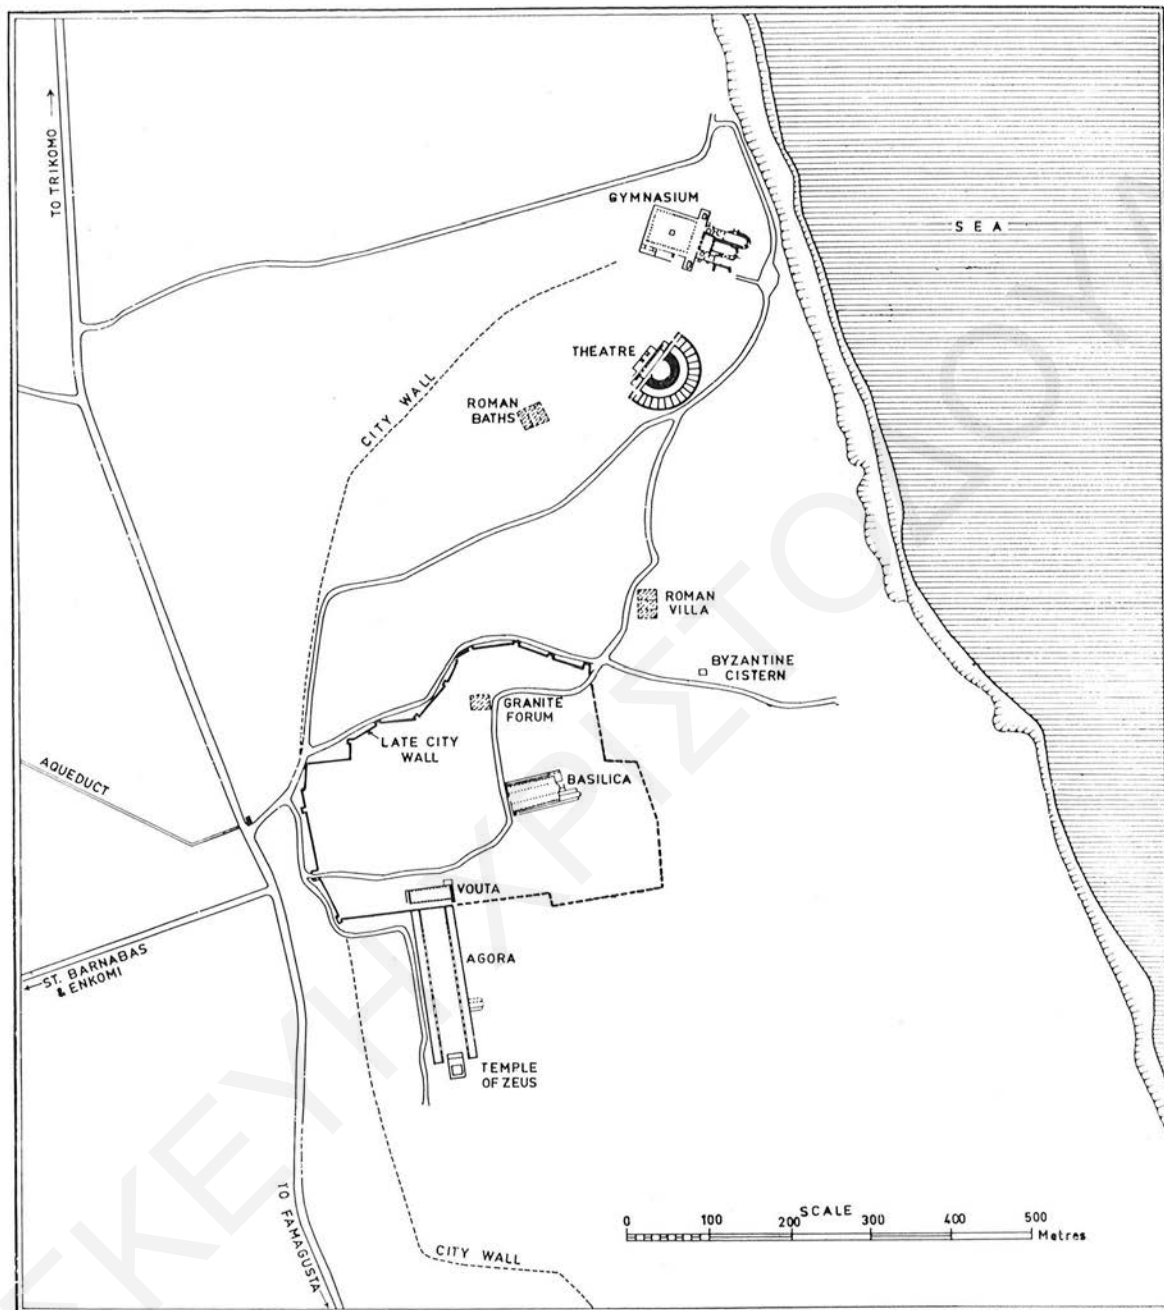 TO TRIKOMO
GYMNASIUM
SEA
THEATRE
CITY WALL
ROMAN
BATHS
ROMAN
VILLA
BYZANTINE
CISTERN
GRANITE
FORUM
LATE CITY
WALL
AQUEDUCT
BASILICA
VOUTA
ST. BARNABAS
& ENKOMI
AGORA
TEMPLE
OF ZEUS
TO FAMAGUSTA
CITY WALL
SCALE
0 100 200 300 400 500
Metres